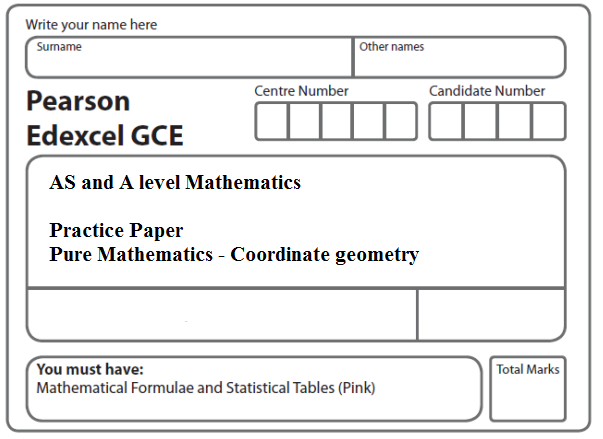 Write your name here
Surname
Other names
Pearson
Edexcel GCE
Centre Number
Candidate Number
AS and A level Mathematics
Practice Paper
Pure Mathematics - Coordinate geometry
You must have:
Mathematical Formulae and Statistical Tables (Pink)
Total Marks